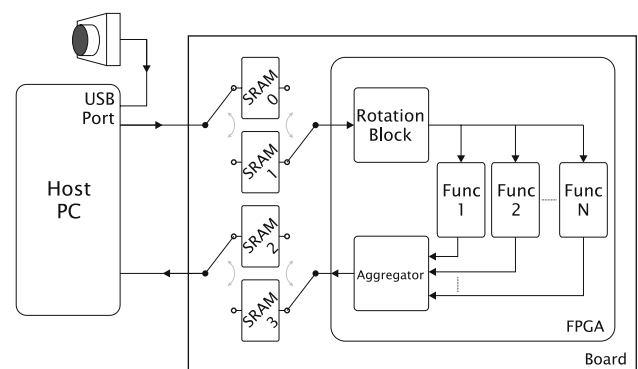 USB
Port
Host
PC
SRAM
0
SRAM
1
SRAM
2
SRAM
3
Rotation
Block
Func
1
Func
2
Func
N
Aggregator
FPGA
Board